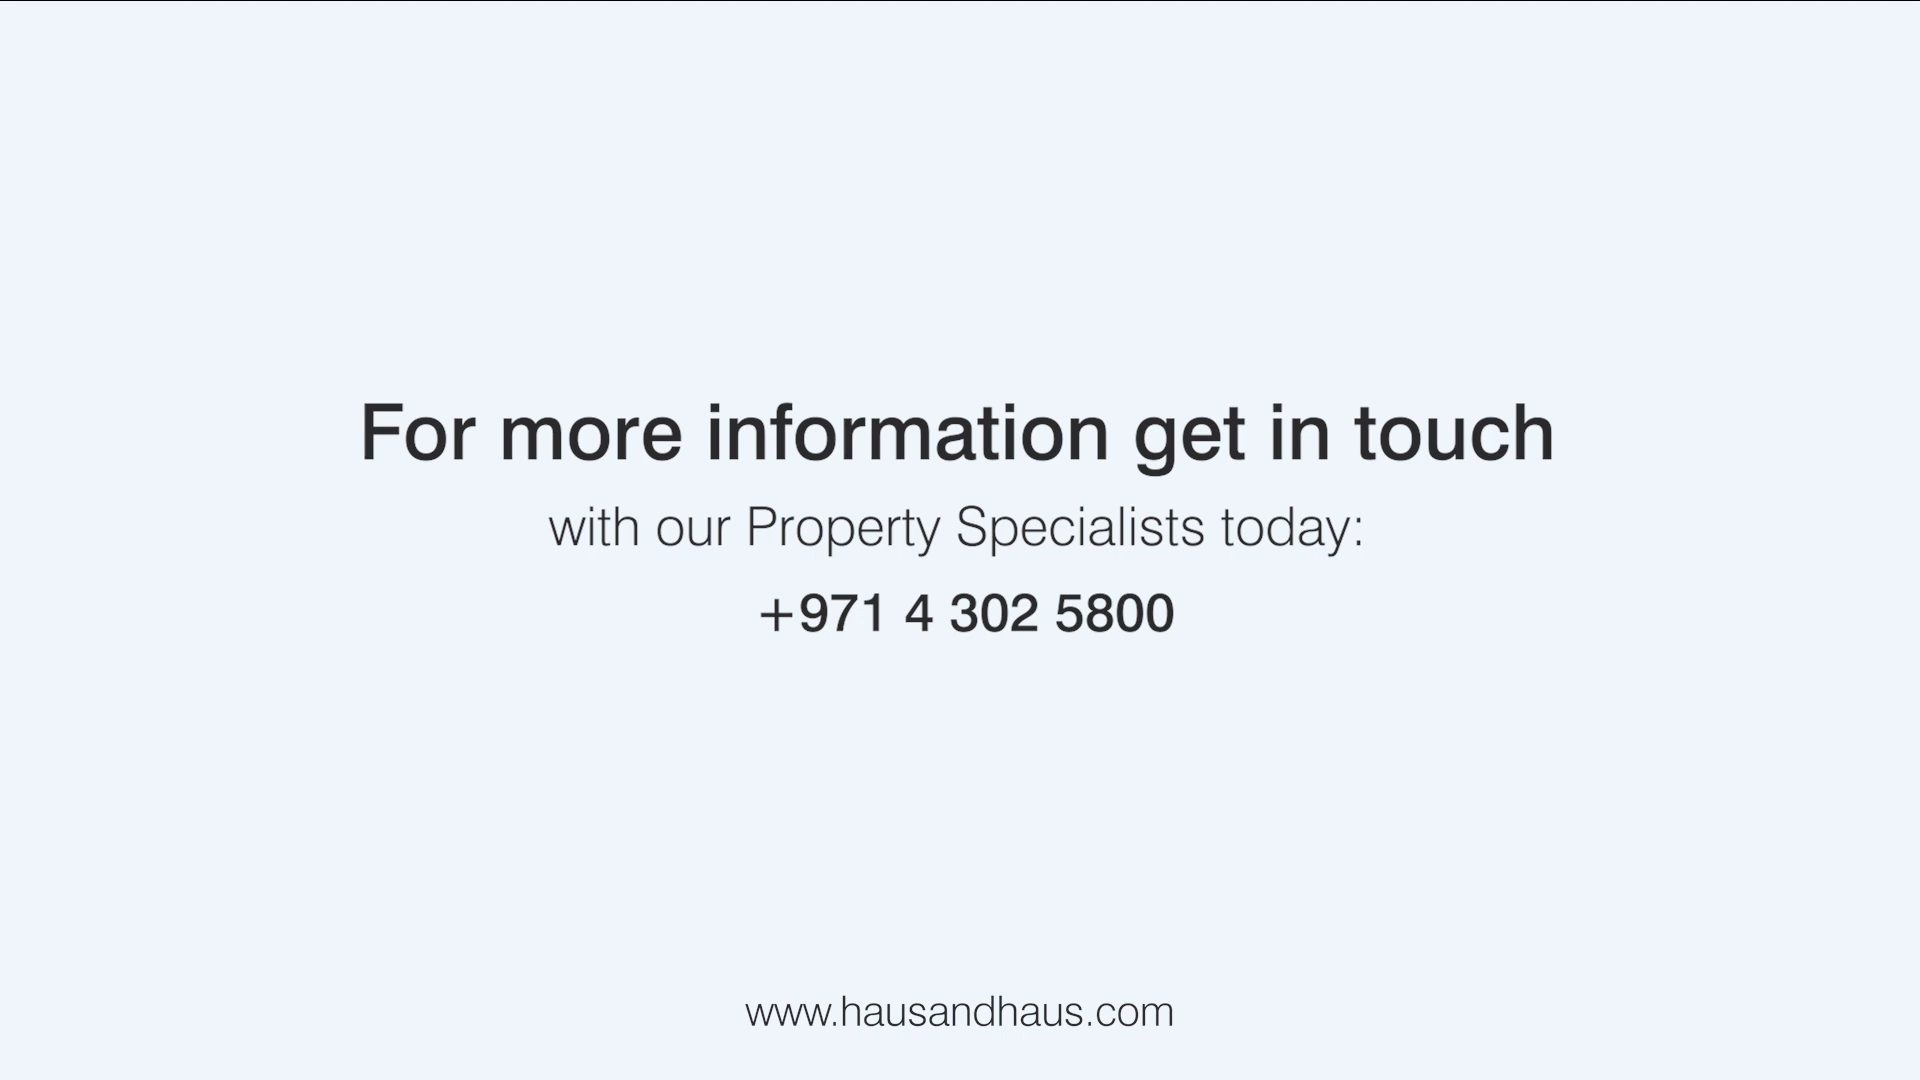 For more information get in touch
with our Property Specialists today:
+971 4 302 5800
www.hausandhaus.com